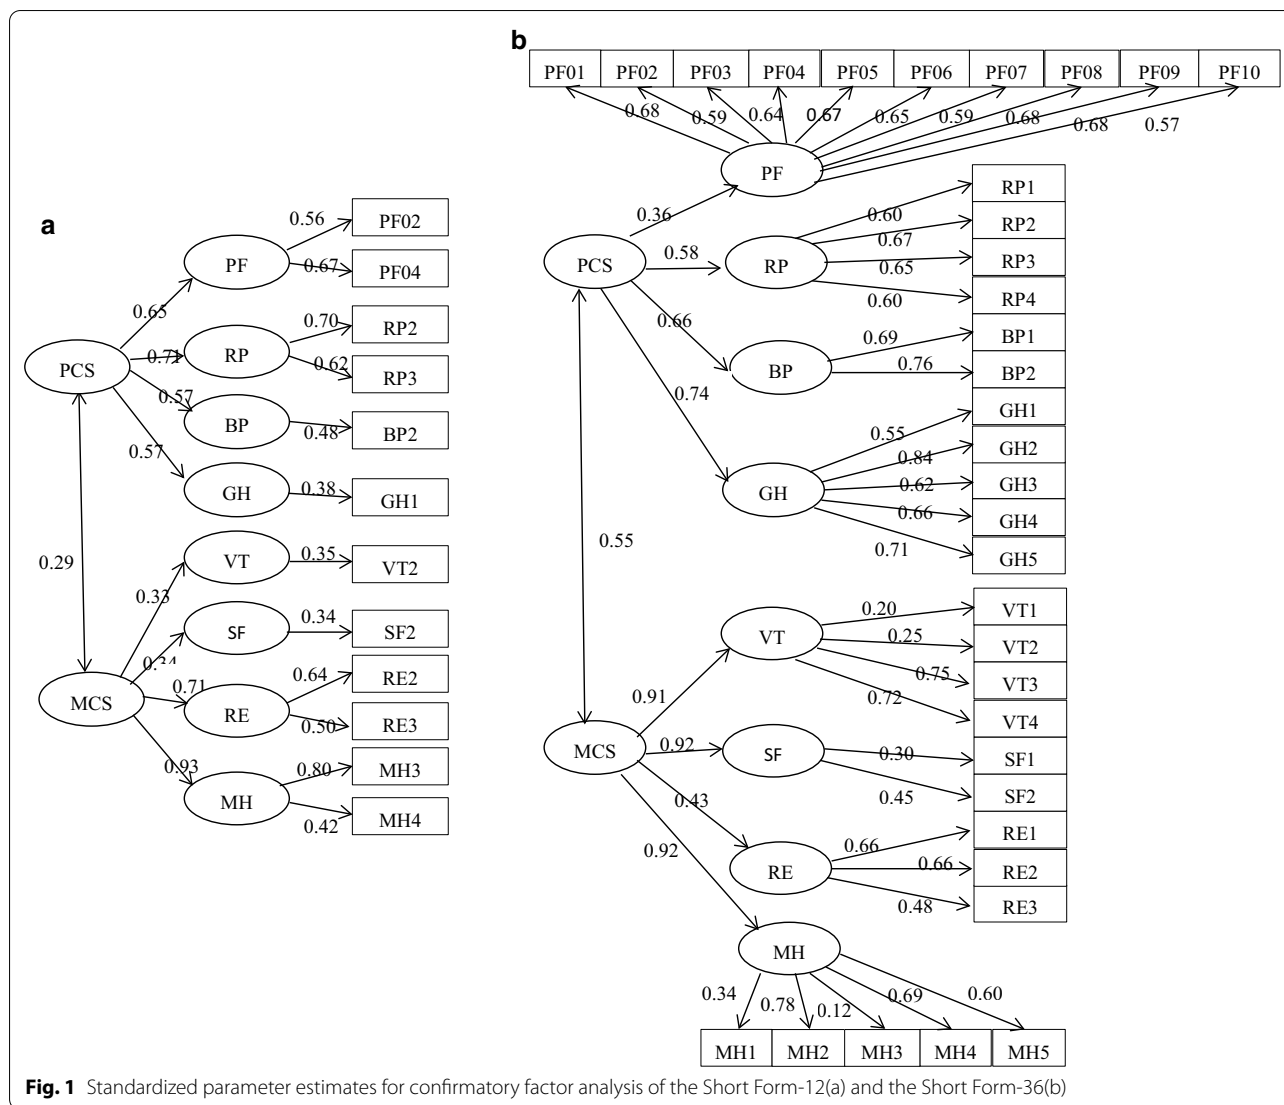 b
PF01 PF02 PF03 PF04 PF05 PF06 PF07 PF08 PF09 PF10
0.68 0.59 0.64 0.67 0.65 0.59 0.68 0.68 0.57
PF
0.36
PCS
0.58
RP
0.60
0.67
0.65
0.60
RP1
RP2
RP3
RP4
0.66
BP
0.69
0.76
BP1
BP2
0.74
GH
0.55
0.84
0.62
0.66
0.71
GH1
GH2
GH3
GH4
GH5
0.55
MCS
0.91
VT
0.20
0.25
0.75
0.72
VT1
VT2
VT3
VT4
0.92
SF
0.30
0.45
SF1
SF2
0.43
RE
0.66
0.66
0.48
RE1
RE2
RE3
0.92
MH
0.34 0.78 0.12 0.69 0.60
MH1 MH2 MH3 MH4 MH5
a
PCS
0.65
PF
0.56
0.67
PF02
PF04
0.71
RP
0.70
0.62
RP2
RP3
0.57
BP
0.48
BP2
0.57
GH
0.38
GH1
0.29
MCS
0.33
VT
0.35
VT2
0.34
SF
0.34
SF2
0.71
RE
0.64
0.50
RE2
RE3
0.93
MH
0.80
0.42
MH3
MH4
Fig. 1 Standardized parameter estimates for confirmatory factor analysis of the Short Form-12(a) and the Short Form-36(b)